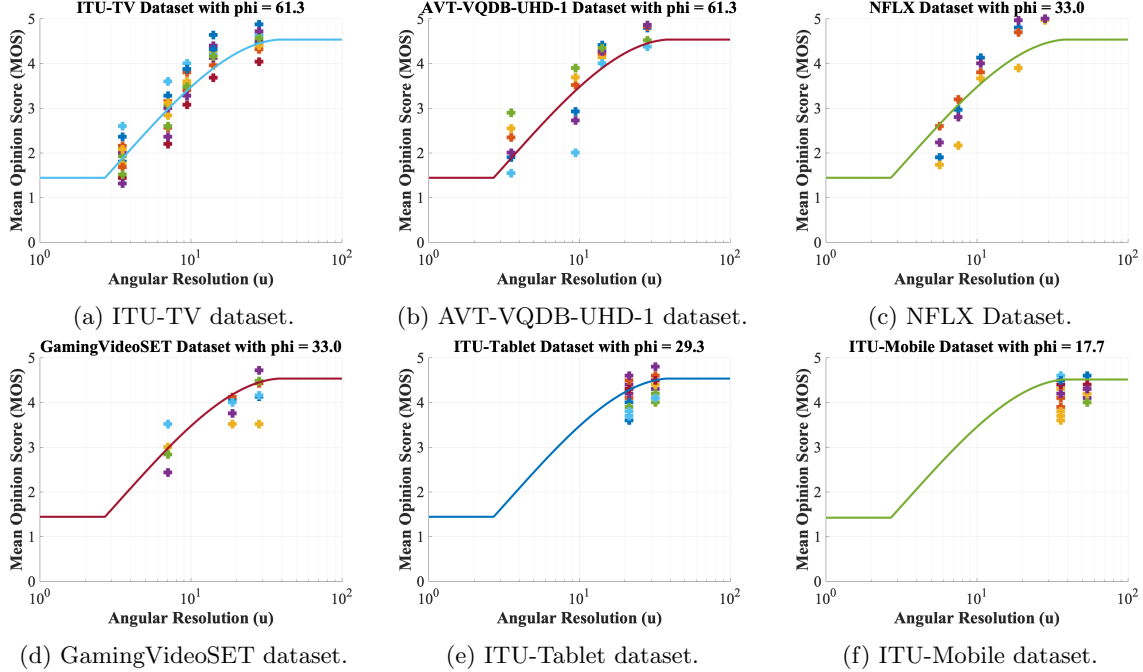 ITU-TV Dataset with phi = 61.3
5
4
3
2
1
0
Mean Opinion Score (MOS)
10^0
10^1
10^2
Angular Resolution (u)
(a) ITU-TV dataset.
AVT-VQDB-UHD-1 Dataset with phi = 61.3
5
4
3
2
1
0
Mean Opinion Score (MOS)
10^0
10^1
10^2
Angular Resolution (u)
(b) AVT-VQDB-UHD-1 dataset.
NFLX Dataset with phi = 33.0
5
4
3
2
1
0
Mean Opinion Score (MOS)
10^0
10^1
10^2
Angular Resolution (u)
(c) NFLX Dataset.
GamingVideoSET Dataset with phi = 33.0
5
4
3
2
1
0
Mean Opinion Score (MOS)
10^0
10^1
10^2
Angular Resolution (u)
(d) GamingVideoSET dataset.
ITU-Tablet Dataset with phi = 29.3
5
4
3
2
1
0
Mean Opinion Score (MOS)
10^0
10^1
10^2
Angular Resolution (u)
(e) ITU-Tablet dataset.
ITU-Mobile Dataset with phi = 17.7
5
4
3
2
1
0
Mean Opinion Score (MOS)
10^0
10^1
10^2
Angular Resolution (u)
(f) ITU-Mobile dataset.